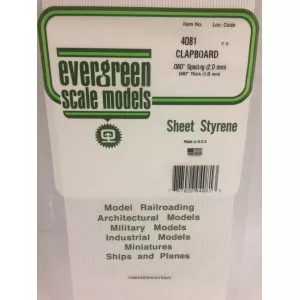 Item No. Loc. Code
4081
CLAPBOARD
.080" Spacing (2.0 mm)
.040" Thick (1.0 mm)
evergreen
scale models
Sheet Styrene
Made in U.S.A.
Model Railroading
Architectural Models
Military Models
Industrial Models
Miniatures
Ships and Planes